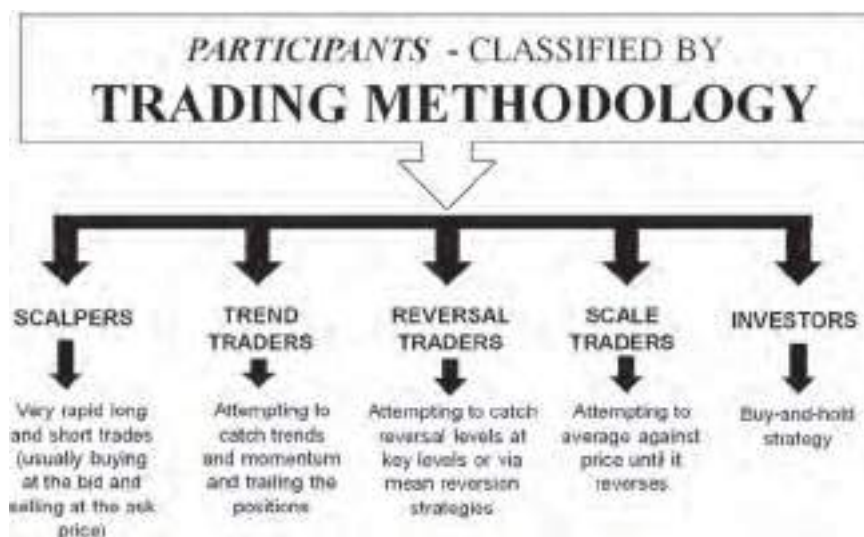 PARTICIPANTS - CLASSIFIED BY
TRADING METHODOLOGY
SCALPERS
Very rapid long
and short trades
(usually buying
at the bid and
selling at the ask
price)
TREND
TRADERS
Attempting to
catch trends
and momentum
and trailing the
positions
REVERSAL
TRADERS
Attempting to catch
reversal levels at
key levels or via
mean reversion
strategies
SCALE
TRADERS
Attempting to
average against
price until it
reverses
INVESTORS
Buy-and-hold
strategy